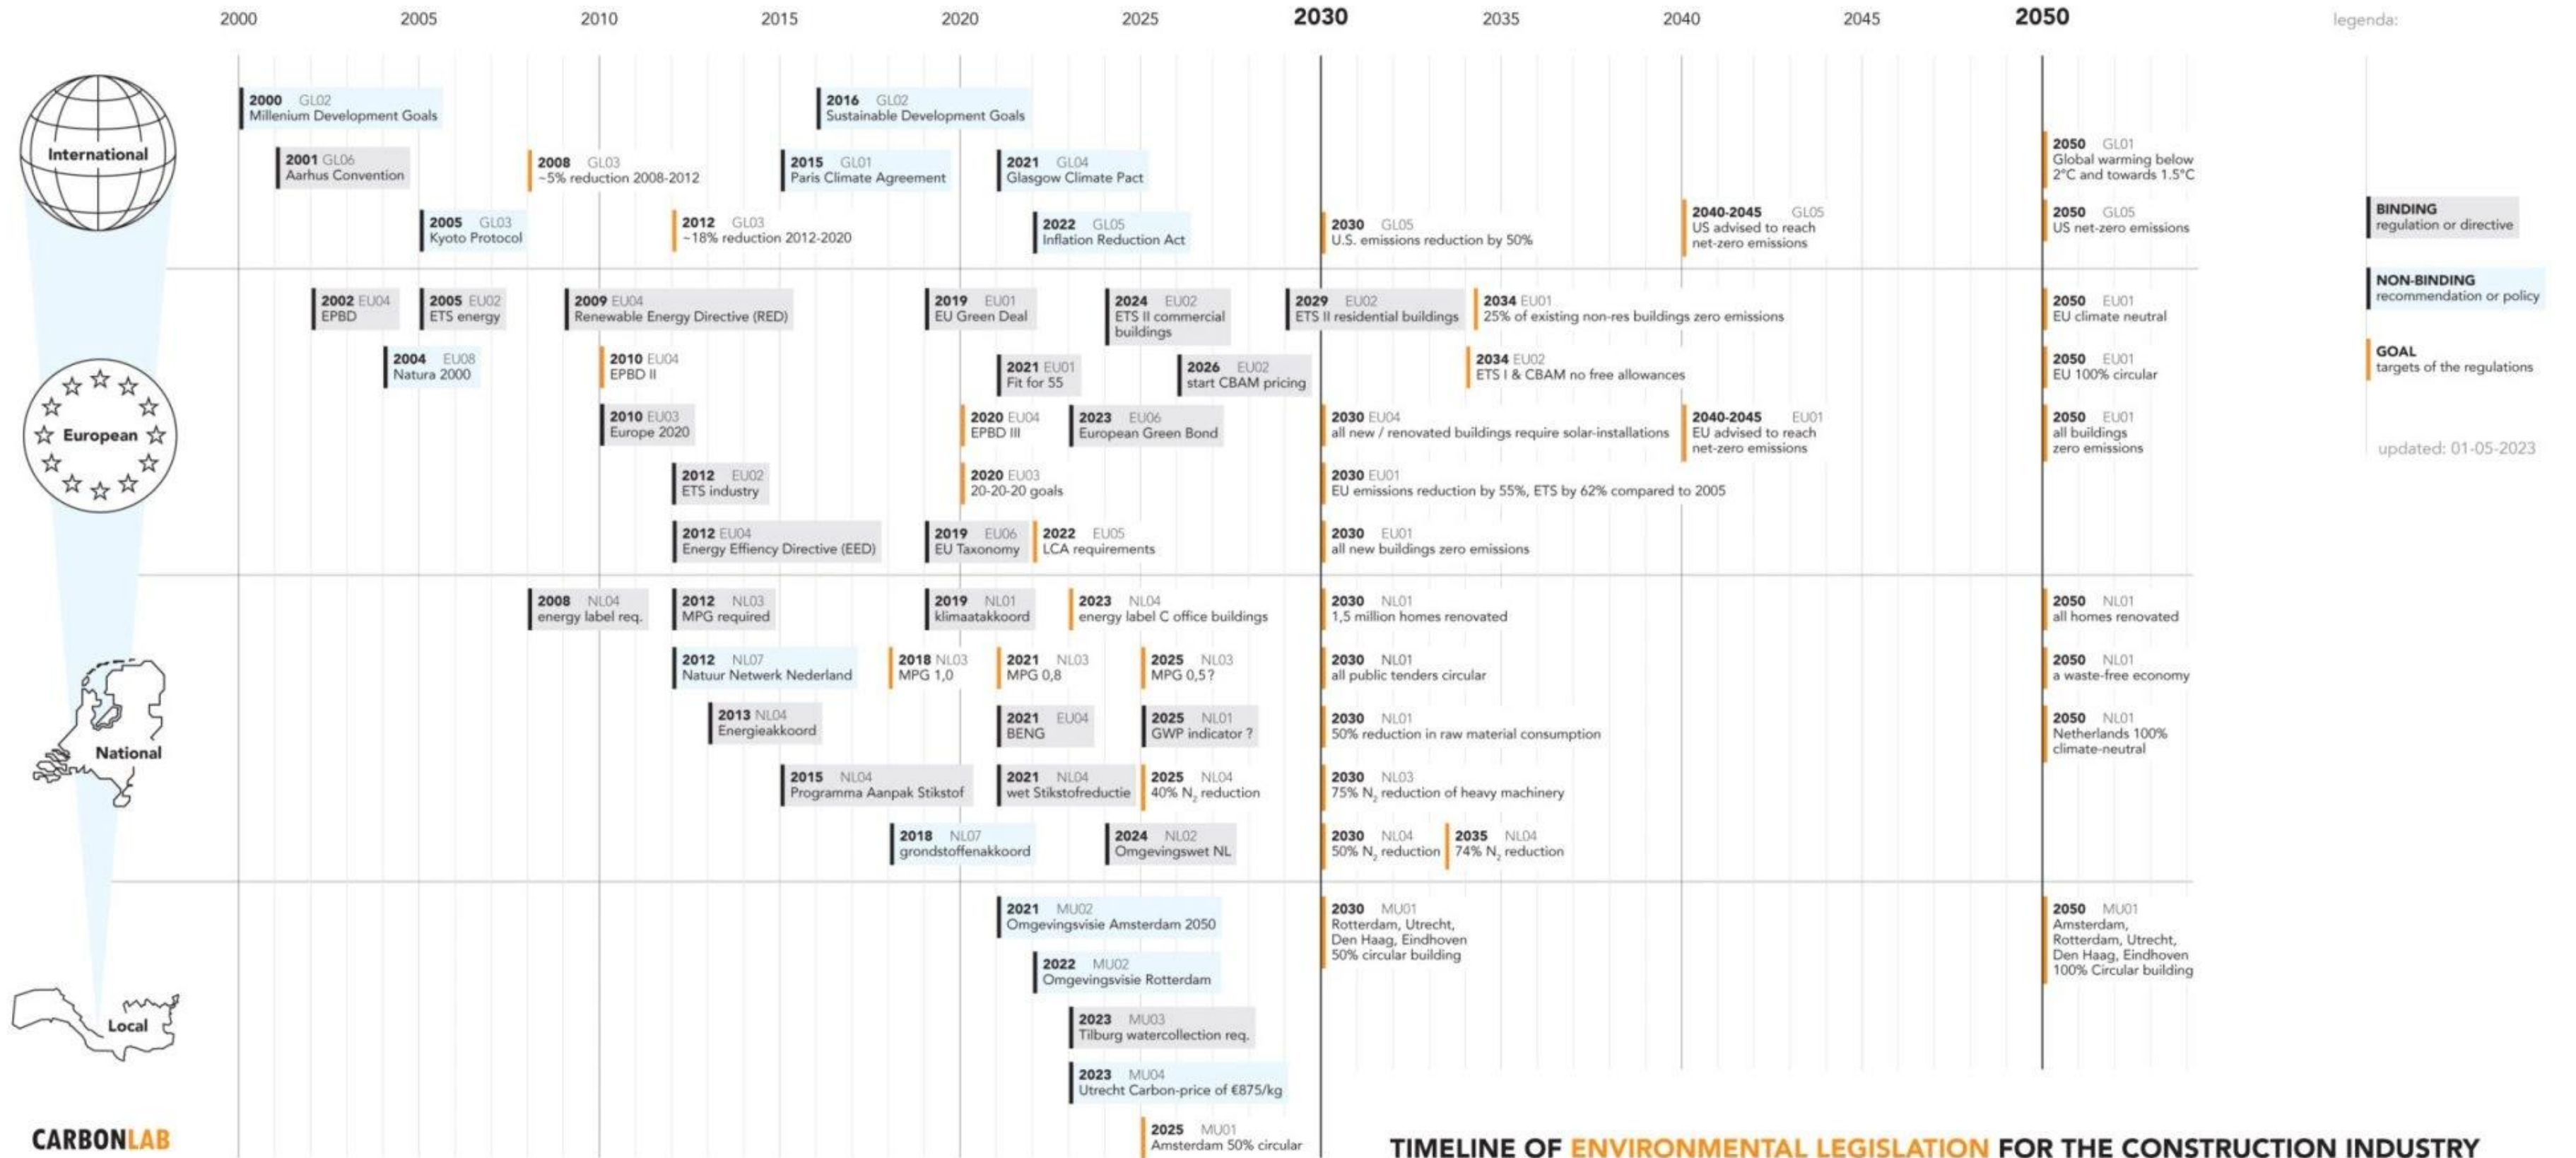 2000 2005 2010 2015 2020 2025 2030 2035 2040 2045 2050 legenda:
International
2000 GL02
Millenium Development Goals
2016 GL02
Sustainable Development Goals
2001 GL06
Aarhus Convention
2008 GL03
~5% reduction 2008-2012
2015 GL01
Paris Climate Agreement
2021 GL04
Glasgow Climate Pact
2050 GL01
Global warming below
2°C and towards 1.5°C
2005 GL03
Kyoto Protocol
2012 GL03
~18% reduction 2012-2020
2022 GL05
Inflation Reduction Act
2030 GL05
U.S. emissions reduction by 50%
2040-2045 GL05
US advised to reach
net-zero emissions
2050 GL05
US net-zero emissions
BINDING
regulation or directive
NON-BINDING
recommendation or policy
GOAL
targets of the regulations
updated: 01-05-2023
European
2002 EU04
EPBD
2005 EU02
ETS energy
2009 EU04
Renewable Energy Directive (RED)
2019 EU01
EU Green Deal
2024 EU02
ETS II commercial
buildings
2029 EU02
ETS II residential buildings
2034 EU01
25% of existing non-res buildings zero emissions
2050 EU01
EU climate neutral
2004 EU08
Natura 2000
2010 EU04
EPBD II
2021 EU01
Fit for 55
2026 EU02
start CBAM pricing
2034 EU02
ETS I & CBAM no free allowances
2050 EU01
EU 100% circular
2010 EU03
Europe 2020
2020 EU04
EPBD III
2023 EU06
European Green Bond
2030 EU04
all new / renovated buildings require solar-installations
2040-2045 EU01
EU advised to reach
net-zero emissions
2050 EU01
all buildings
zero emissions
2012 EU02
ETS industry
2020 EU03
20-20-20 goals
2030 EU01
EU emissions reduction by 55%, ETS by 62% compared to 2005
2012 EU04
Energy Effiency Directive (EED)
2019 EU06
EU Taxonomy
2022 EU05
LCA requirements
2030 EU01
all new buildings zero emissions
National
2008 NL04
energy label req.
2012 NL03
MPG required
2019 NL01
klimaatakkoord
2023 NL04
energy label C office buildings
2030 NL01
1,5 million homes renovated
2050 NL01
all homes renovated
2012 NL07
Natuur Netwerk Nederland
2018 NL03
MPG 1,0
2021 NL03
MPG 0,8
2025 NL03
MPG 0,5?
2030 NL01
all public tenders circular
2050 NL01
a waste-free economy
2013 NL04
Energieakkoord
2021 EU04
BENG
2025 NL01
GWP indicator ?
2030 NL01
50% reduction in raw material consumption
2050 NL01
Netherlands 100%
climate-neutral
2015 NL04
Programma Aanpak Stikstof
2021 NL04
wet Stikstofreductie
2025 NL04
40% N₂ reduction
2030 NL03
75% N₂ reduction of heavy machinery
2018 NL07
grondstoffenakkoord
2024 NL02
Omgevingswet NL
2030 NL04
50% N₂ reduction
2035 NL04
74% N₂ reduction
Local
2021 MU02
Omgevingsvisie Amsterdam 2050
2030 MU01
Rotterdam, Utrecht,
Den Haag, Eindhoven
50% circular building
2050 MU01
Amsterdam,
Rotterdam, Utrecht,
Den Haag, Eindhoven
100% Circular building
2022 MU02
Omgevingsvisie Rotterdam
2023 MU03
Tilburg watercollection req.
2023 MU04
Utrecht Carbon-price of €875/kg
2025 MU01
Amsterdam 50% circular
CARBONLAB
TIMELINE OF ENVIRONMENTAL LEGISLATION FOR THE CONSTRUCTION INDUSTRY